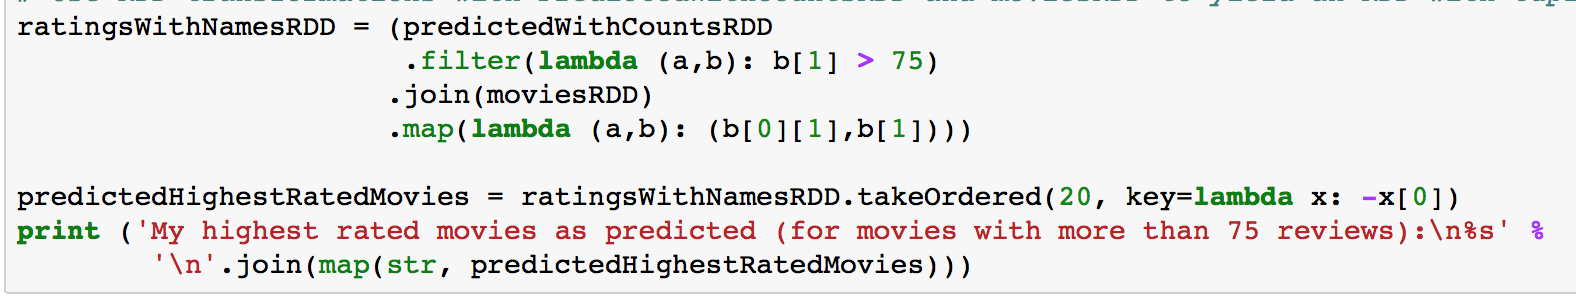 ratingsWithNamesRDD = (predictedWithCountsRDD
.filter(lambda (a,b): b[1] > 75)
.join(moviesRDD)
.map(lambda (a,b): (b[0][1],b[1])))
predictedHighestRatedMovies = ratingsWithNamesRDD.takeOrdered(20, key=lambda x: -x[0])
print ('My highest rated movies as predicted (for movies with more than 75 reviews):\n%s' %
'\n'.join(map(str, predictedHighestRatedMovies)))